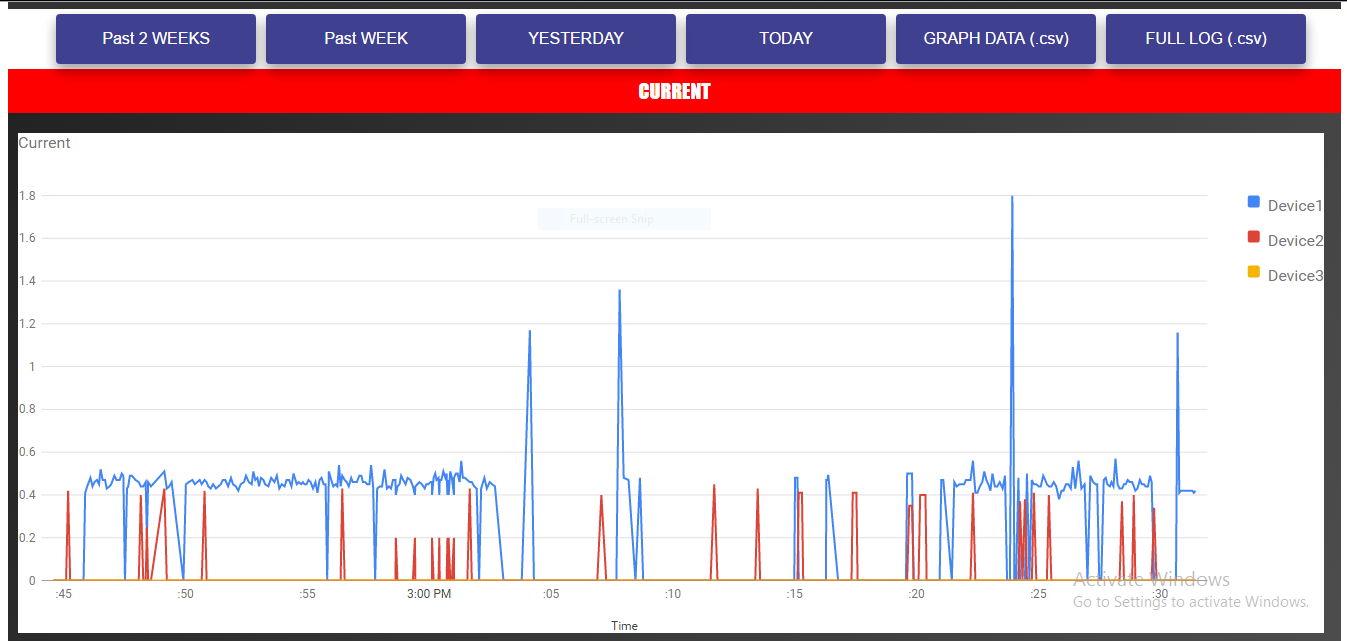 Past 2 WEEKS
Past WEEK
YESTERDAY
TODAY
GRAPH DATA (.csv)
FULL LOG (.csv)
CURRENT
Current
1.8
1.6
1.4
1.2
1
0.8
0.6
0.4
0.2
0
Full-screen Snip
Device1
Device2
Device3
:45
:50
:55
3:00 PM
:05
:10
:15
:20
:25
:30
Time
Activate Windows
Go to Settings to activate Windows.